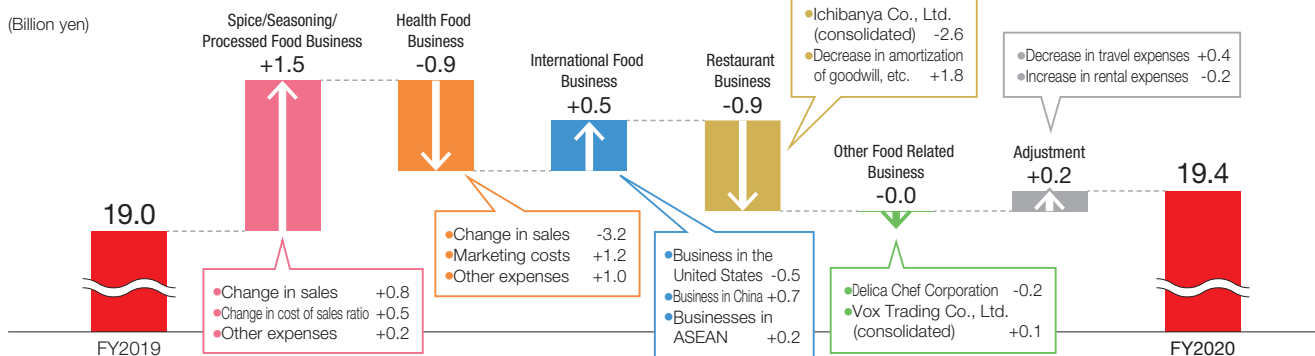 (Billion yen)
19.0
FY2019
Spice/Seasoning/
Processed Food Business
+1.5
●Change in sales +0.8
●Change in cost of sales ratio +0.5
●Other expenses +0.2
Health Food
Business
-0.9
●Change in sales -3.2
●Marketing costs +1.2
●Other expenses +1.0
International Food
Business
+0.5
●Business in the
United States -0.5
●Business in China +0.7
●Businesses in
ASEAN +0.2
Restaurant
Business
-0.9
●Ichibanya Co., Ltd.
(consolidated) -2.6
●Decrease in amortization
of goodwill, etc. +1.8
Other Food Related
Business
-0.0
●Delica Chef Corporation -0.2
●Vox Trading Co., Ltd.
(consolidated) +0.1
Adjustment
+0.2
●Decrease in travel expenses +0.4
●Increase in rental expenses -0.2
19.4
FY2020